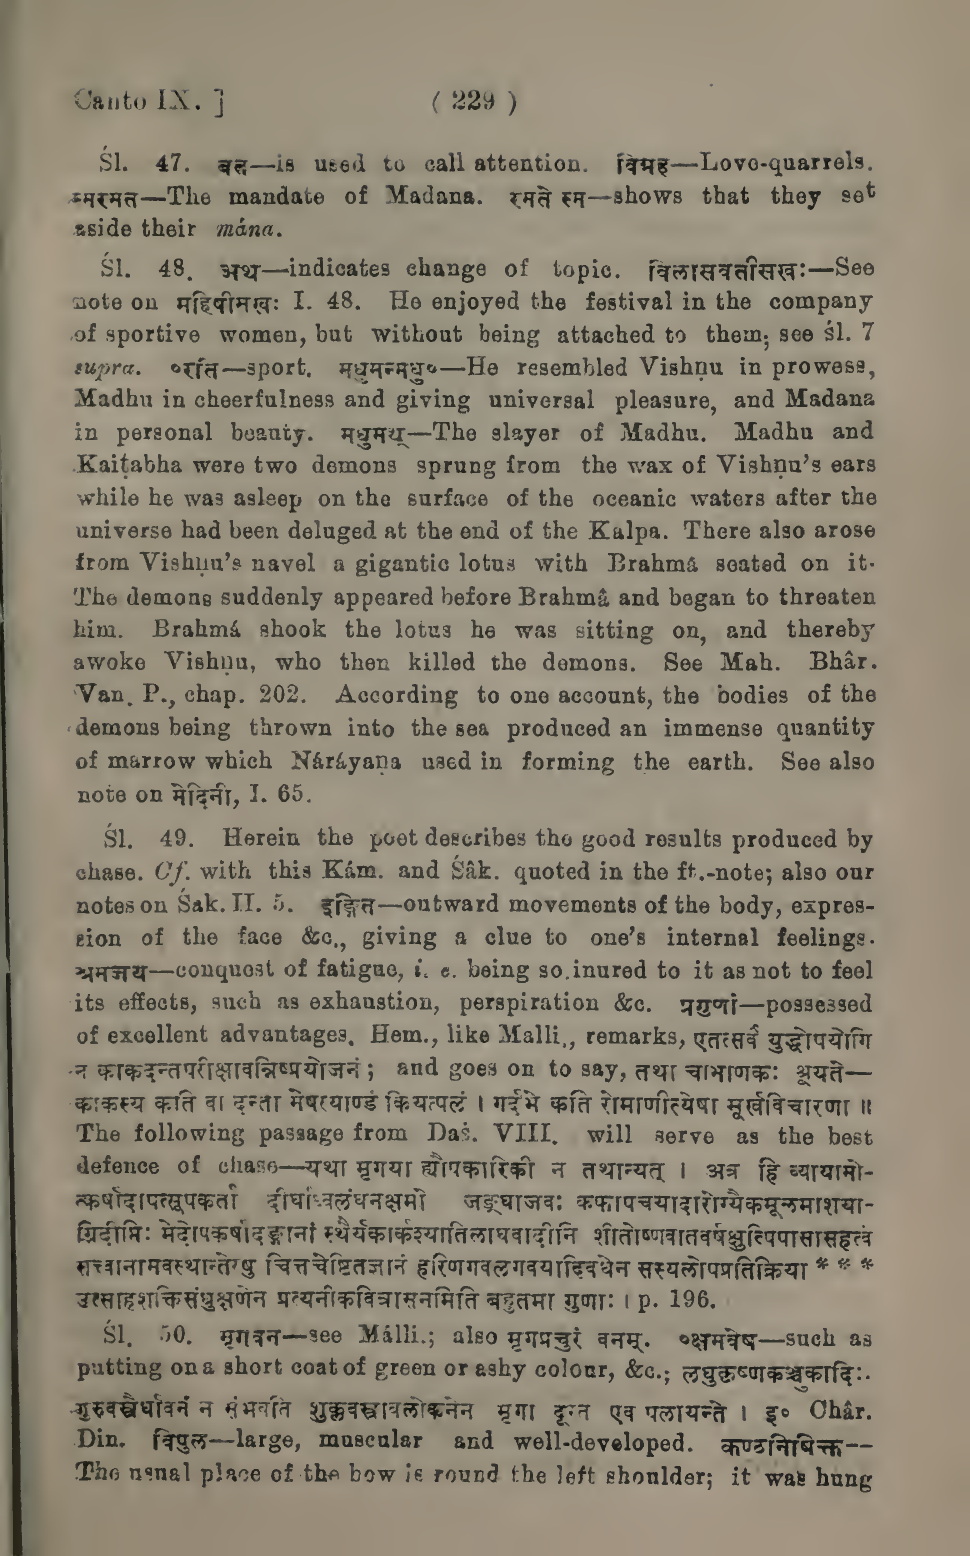 Canto IX. ] ( 229 )
Śl. 47. बत—is used to call attention. विग्रह—Love-quarrels.
स्मरमत—The mandate of Madana. रमते स्म—shows that they set
aside their mána.
Śl. 48. अथ—indicates change of topic. विलासवतीसखः—See
note on महिषीसखः I. 48. He enjoyed the festival in the company
of sportive women, but without being attached to them; see śl. 7
supra. ०रति—sport. मधुमन्मधु०—He resembled Vishṇu in prowess,
Madhu in cheerfulness and giving universal pleasure, and Madana
in personal beauty. मधुमथ्—The slayer of Madhu. Madhu and
Kaiṭabha were two demons sprung from the wax of Vishṇu's ears
while he was asleep on the surface of the oceanic waters after the
universe had been deluged at the end of the Kalpa. There also arose
from Vishṇu's navel a gigantic lotus with Brahmá seated on it.
The demons suddenly appeared before Brahmâ and began to threaten
him. Brahmá shook the lotus he was sitting on, and thereby
awoke Vishṇu, who then killed the demons. See Mah. Bhâr.
Van. P., chap. 202. According to one account, the bodies of the
demons being thrown into the sea produced an immense quantity
of marrow which Náráyaṇa used in forming the earth. See also
note on मेदिनी, I. 65.
Śl. 49. Herein the poet describes the good results produced by
chase. Cf. with this Kám. and Śâk. quoted in the ft.-note; also our
notes on Śak. II. 5. इङ्गित—outward movements of the body, expres-
sion of the face &c., giving a clue to one's internal feelings.
श्रमजय—conquest of fatigue, i. e. being so inured to it as not to feel
its effects, such as exhaustion, perspiration &c. प्रगुणां—possessed
of excellent advantages. Hem., like Malli., remarks, एतत्सर्वं युद्धोपयोगि
न काकदन्तपरीक्षावन्निष्प्रयोजनं ; and goes on to say, तथा चाभाणकः श्रूयते—
काकस्य कति वा दन्ता मेषस्याण्डं कियत्पलं । गर्दभे कति रोमाणीत्येषा मूर्खविचारणा ॥
The following passage from Daś. VIII. will serve as the best
defence of chase—यथा मृगया ह्यौपकारिकी न तथान्यत् । अत्र हि व्यायामो-
त्कर्षादापत्सूपकर्ता दीर्घाध्वलंघनक्षमो जङ्घाजवः कफापचयादारोग्यैकमूलमाशया-
ग्निदीप्तिः मेदोपकर्षादङ्गानां स्थैर्यकार्कश्यातिलाघवादीनि शीतोष्णवातवर्षक्षुत्पिपासासहत्वं
सत्त्वानामवस्थान्तरेषु चित्तचेष्टितज्ञानं हरिणगवलगवयादिवधेन सस्यलोपप्रतिक्रिया * * *
उत्साहशक्तिसंधुक्षणेन प्रत्यनीकवित्रासनमिति बहुतमा गुणाः । p. 196.
Śl. 50. मृगवन—see Málli.; also मृगप्रचुरं वनम्. ०क्षमवेष—such as
putting on a short coat of green or ashy colour, &c.; लघुकृष्णकञ्चुकादिः.
गुरुवस्त्रैर्धावनं न संभवति शुक्लवस्त्रावलोकनेन मृगा दूरत एव पलायन्ते । इ० Châr.
Din. विपुल—large, muscular and well-developed. कण्ठनिषिक्त--
The usual place of the bow is round the left shoulder; it was hung